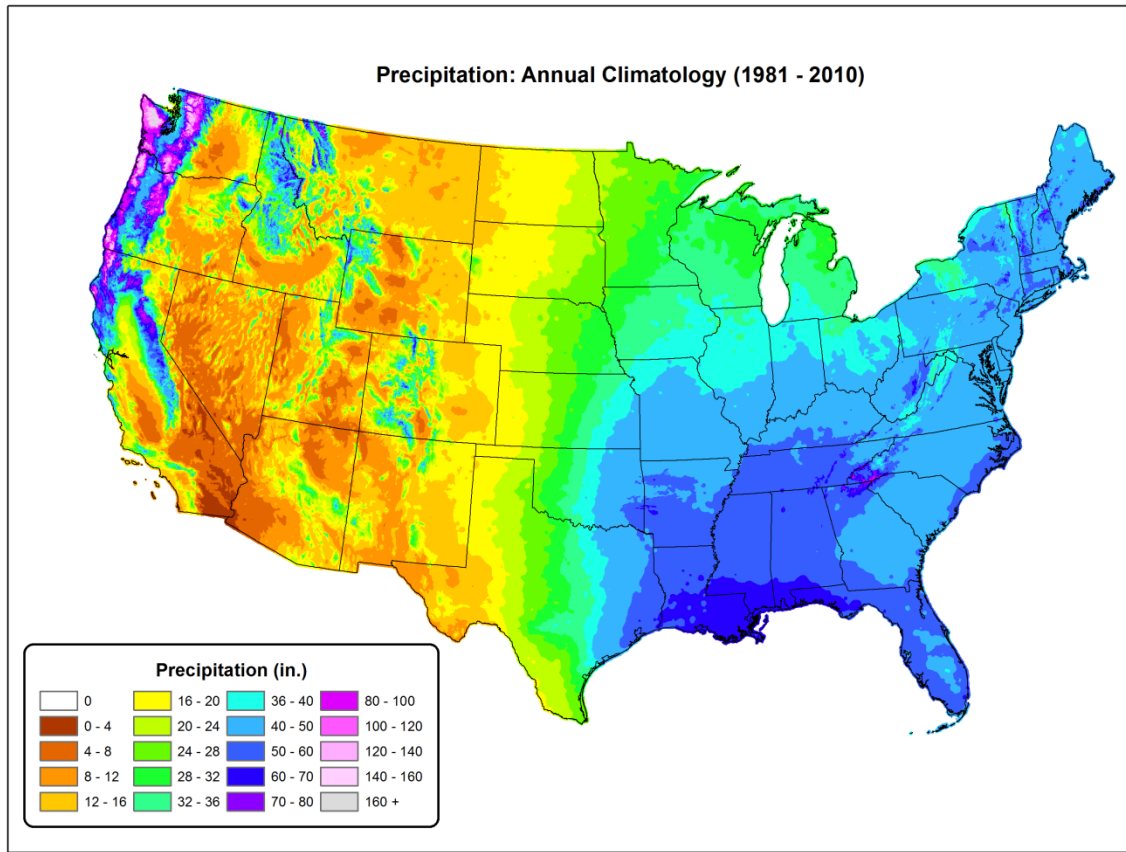 Precipitation: Annual Climatology (1981 - 2010)
Precipitation (in.)
0 16 - 20 36 - 40 80 - 100
0 - 4 20 - 24 40 - 50 100 - 120
4 - 8 24 - 28 50 - 60 120 - 140
8 - 12 28 - 32 60 - 70 140 - 160
12 - 16 32 - 36 70 - 80 160 +